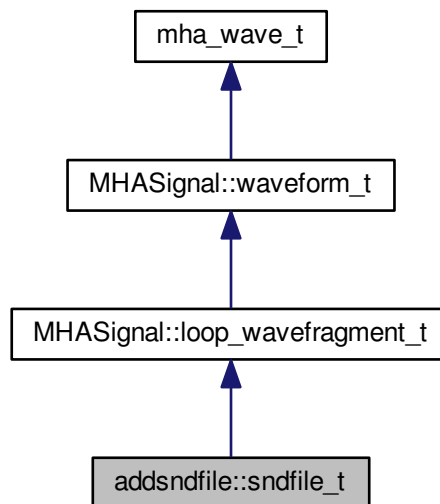 mha_wave_t
MHASignal::waveform_t
MHASignal::loop_wavefragment_t
addsndfile::sndfile_t